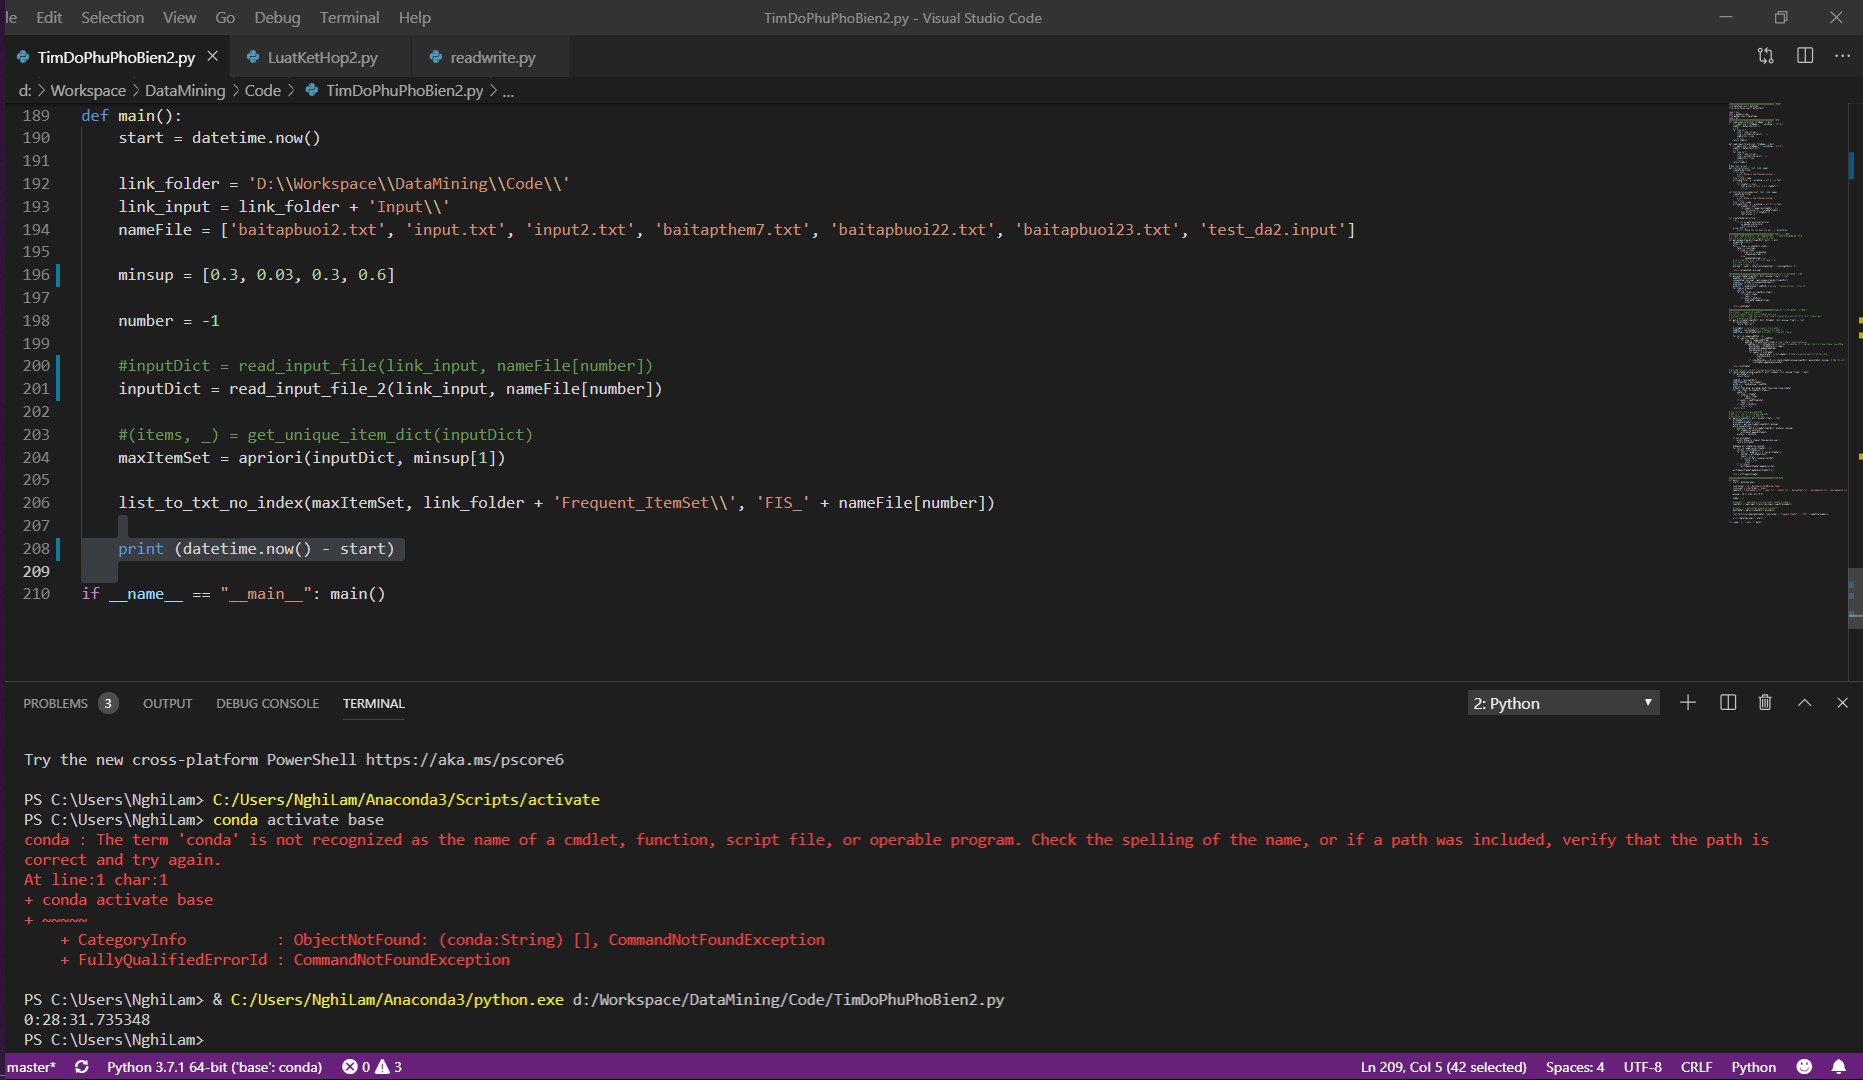 le Edit Selection View Go Debug Terminal Help TimDoPhuPhoBien2.py - Visual Studio Code
TimDoPhuPhoBien2.py LuatKetHop2.py readwrite.py
d: > Workspace > DataMining > Code > TimDoPhuPhoBien2.py > ...
189 def main():
190 start = datetime.now()
191
192 link_folder = 'D:\\Workspace\\DataMining\\Code\\'
193 link_input = link_folder + 'Input\\'
194 nameFile = ['baitapbuoi2.txt', 'input.txt', 'input2.txt', 'baitapthem7.txt', 'baitapbuoi22.txt', 'baitapbuoi23.txt', 'test_da2.input']
195
196 minsup = [0.3, 0.03, 0.3, 0.6]
197
198 number = -1
199
200 #inputDict = read_input_file(link_input, nameFile[number])
201 inputDict = read_input_file_2(link_input, nameFile[number])
202
203 #(items, _) = get_unique_item_dict(inputDict)
204 maxItemSet = apriori(inputDict, minsup[1])
205
206 list_to_txt_no_index(maxItemSet, link_folder + 'Frequent_ItemSet\\', 'FIS_' + nameFile[number])
207
208 print (datetime.now() - start)
209
210 if __name__ == "__main__": main()
PROBLEMS 3 OUTPUT DEBUG CONSOLE TERMINAL 2: Python
Try the new cross-platform PowerShell https://aka.ms/pscore6
PS C:\Users\NghiLam> C:/Users/NghiLam/Anaconda3/Scripts/activate
PS C:\Users\NghiLam> conda activate base
conda : The term 'conda' is not recognized as the name of a cmdlet, function, script file, or operable program. Check the spelling of the name, or if a path was included, verify that the path is
correct and try again.
At line:1 char:1
+ conda activate base
+ ~~~~~
+ CategoryInfo : ObjectNotFound: (conda:String) [], CommandNotFoundException
+ FullyQualifiedErrorId : CommandNotFoundException
PS C:\Users\NghiLam> & C:/Users/NghiLam/Anaconda3/python.exe d:/Workspace/DataMining/Code/TimDoPhuPhoBien2.py
0:28:31.735348
PS C:\Users\NghiLam>
master* Python 3.7.1 64-bit ('base': conda) 0 3 Ln 209, Col 5 (42 selected) Spaces: 4 UTF-8 CRLF Python